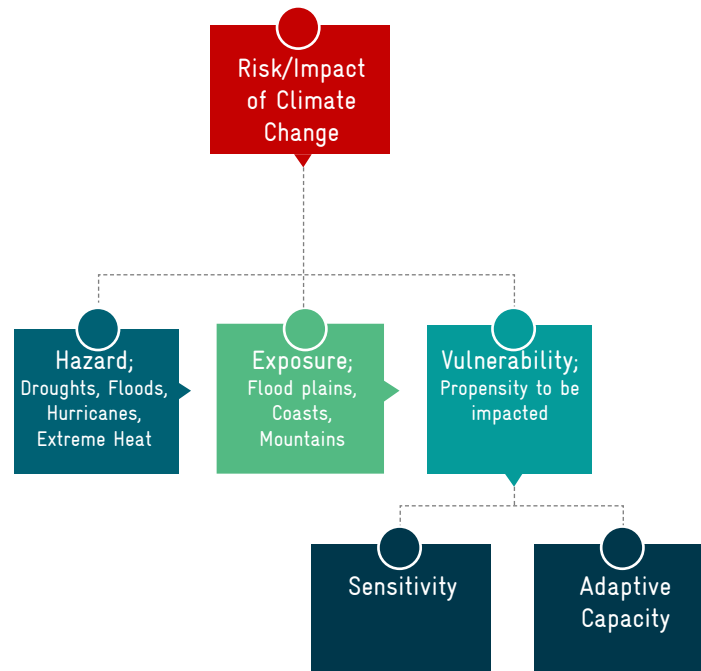 Risk/Impact
of Climate
Change
Hazard;
Droughts, Floods,
Hurricanes,
Extreme Heat
Exposure;
Flood plains,
Coasts,
Mountains
Vulnerability;
Propensity to be
impacted
Sensitivity
Adaptive
Capacity